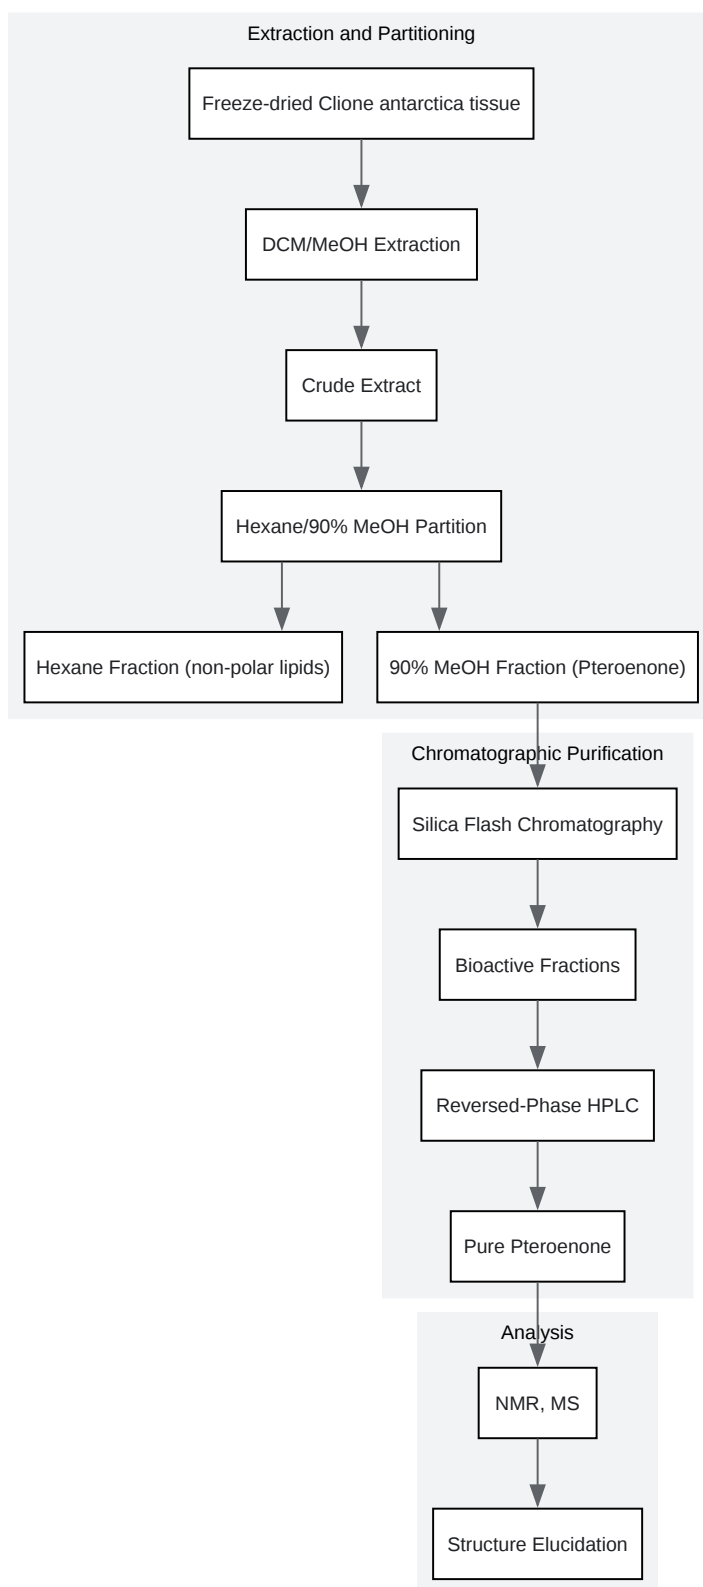 Extraction and Partitioning
Freeze-dried Clione antarctica tissue
DCM/MeOH Extraction
Crude Extract
Hexane/90% MeOH Partition
Hexane Fraction (non-polar lipids)
90% MeOH Fraction (Pteroenone)
Chromatographic Purification
Silica Flash Chromatography
Bioactive Fractions
Reversed-Phase HPLC
Pure Pteroenone
Analysis
NMR, MS
Structure Elucidation